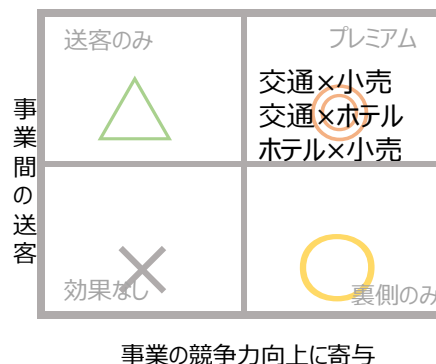 送客のみ
プレミアム
交通×小売
交通×ホテル
ホテル×小売
事業間の送客
効果なし
裏側のみ
事業の競争力向上に寄与